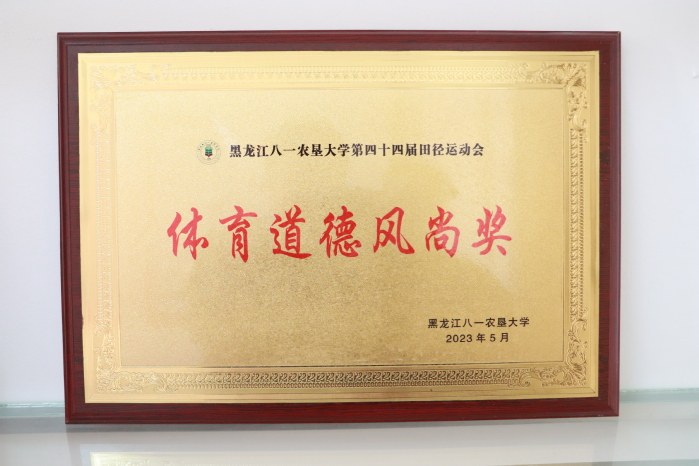 黑龙江八一农垦大学第四十四届田径运动会
体育道德风尚奖
黑龙江八一农垦大学
2023年5月